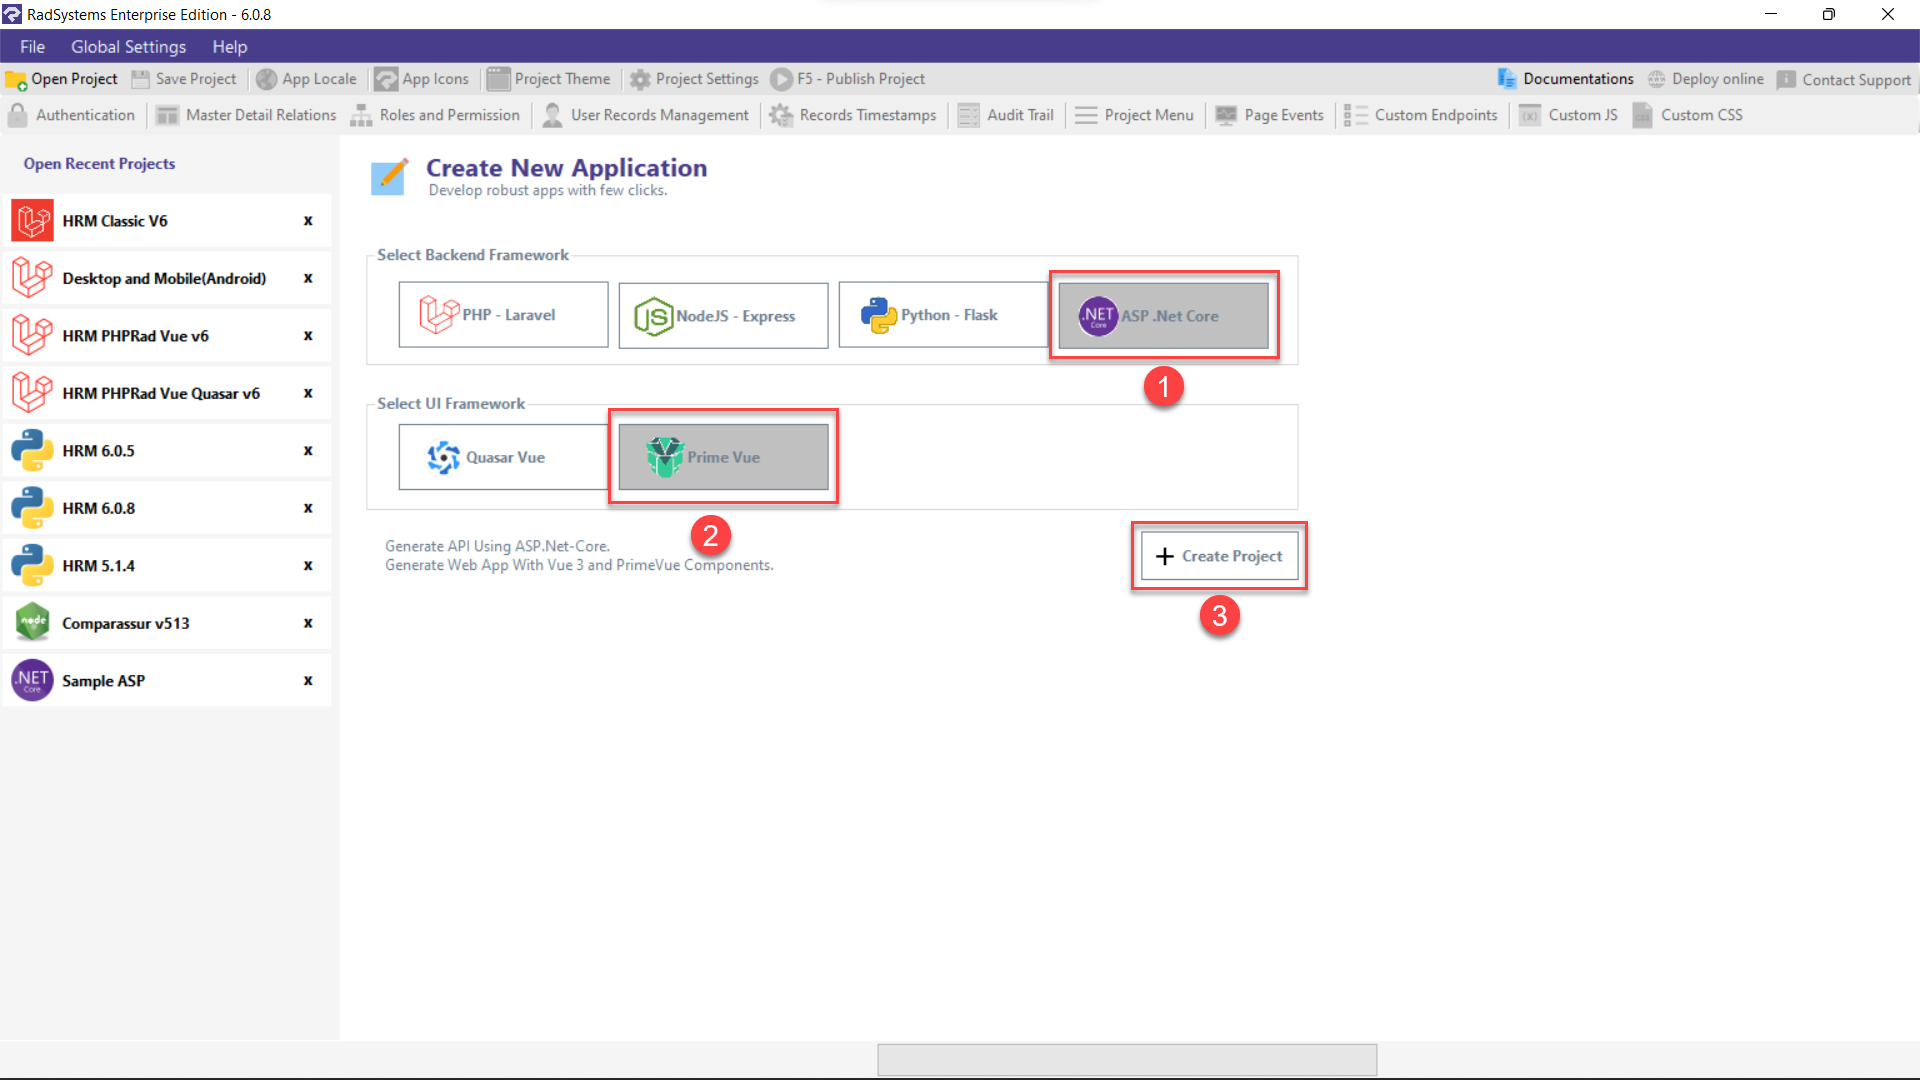 RadSystems Enterprise Edition - 6.0.8
File Global Settings Help
Open Project Save Project App Locale App Icons Project Theme Project Settings F5 - Publish Project Documentations Deploy online Contact Support
Authentication Master Detail Relations Roles and Permission User Records Management Records Timestamps Audit Trail Project Menu Page Events Custom Endpoints Custom JS Custom CSS
Open Recent Projects
HRM Classic V6 x
Desktop and Mobile(Android) x
HRM PHPRad Vue v6 x
HRM PHPRad Vue Quasar v6 x
HRM 6.0.5 x
HRM 6.0.8 x
HRM 5.1.4 x
node Comparassur v513 x
.NET Core Sample ASP x
Create New Application
Develop robust apps with few clicks.
Select Backend Framework
PHP - Laravel
JS NodeJS - Express
Python - Flask
.NET Core ASP .Net Core
1
Select UI Framework
Quasar Vue
Prime Vue
2
Generate API Using ASP.Net-Core.
Generate Web App With Vue 3 and PrimeVue Components.
+ Create Project
3